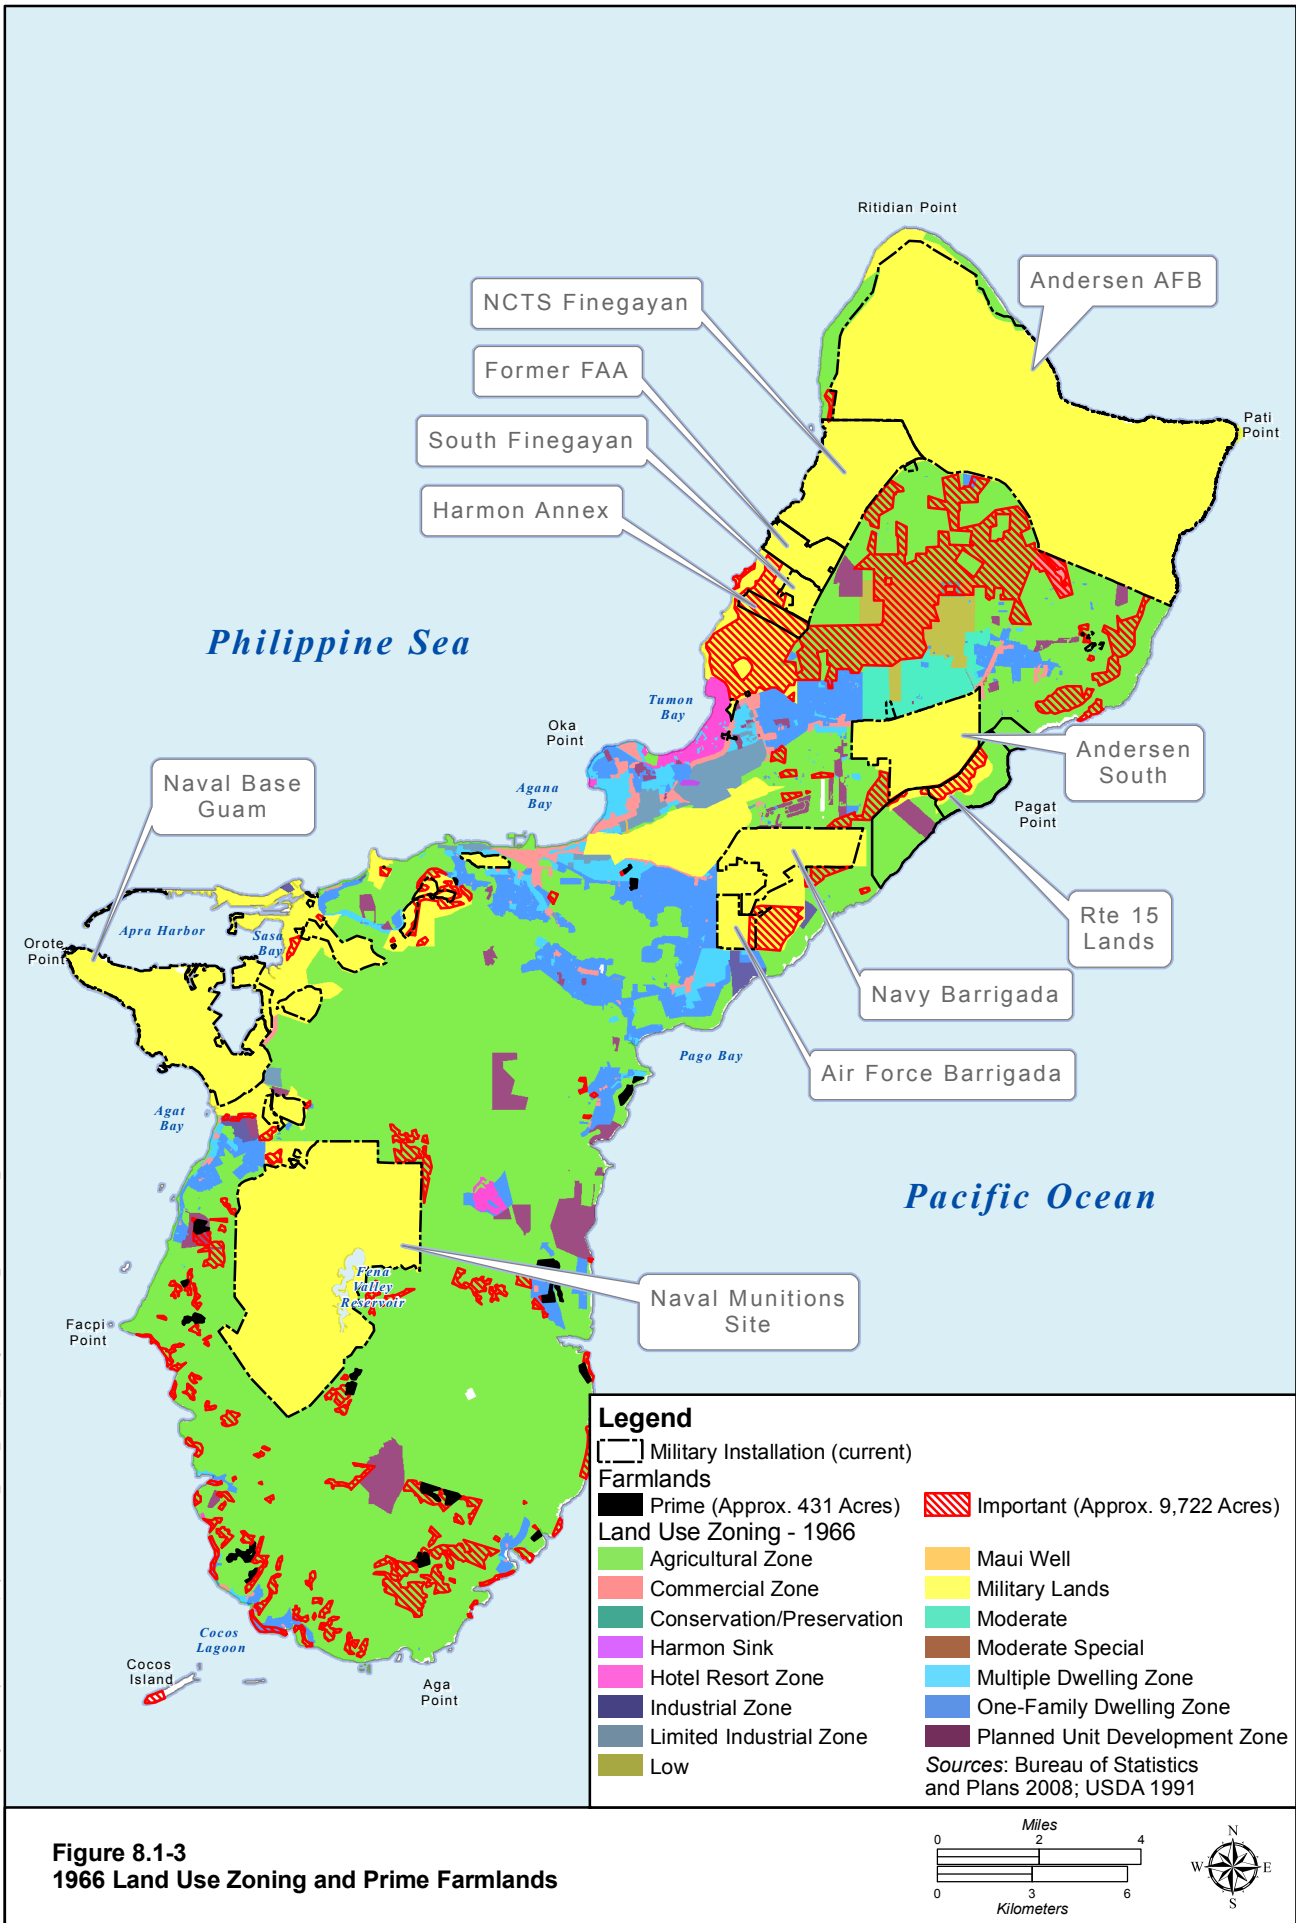 Ritidian Point
Andersen AFB
NCTS Finegayan
Former FAA
South Finegayan
Harmon Annex
Pati
Point
Philippine Sea
Tumon
Bay
Oka
Point
Agana
Bay
Andersen
South
Pagat
Point
Naval Base
Guam
Rte 15
Lands
Apra Harbor
Sasa
Bay
Orote
Point
Navy Barrigada
Pago Bay
Air Force Barrigada
Agat
Bay
Pacific Ocean
Fena
Valley
Reservoir
Naval Munitions
Site
Facpi
Point
Cocos
Lagoon
Cocos
Island
Aga
Point
Legend
Military Installation (current)
Farmlands
Prime (Approx. 431 Acres)
Important (Approx. 9,722 Acres)
Land Use Zoning - 1966
Agricultural Zone
Commercial Zone
Conservation/Preservation
Harmon Sink
Hotel Resort Zone
Industrial Zone
Limited Industrial Zone
Low
Maui Well
Military Lands
Moderate
Moderate Special
Multiple Dwelling Zone
One-Family Dwelling Zone
Planned Unit Development Zone
Sources: Bureau of Statistics
and Plans 2008; USDA 1991
Figure 8.1-3
1966 Land Use Zoning and Prime Farmlands
Miles
0 2 4
0 3 6
Kilometers
N
W E
S